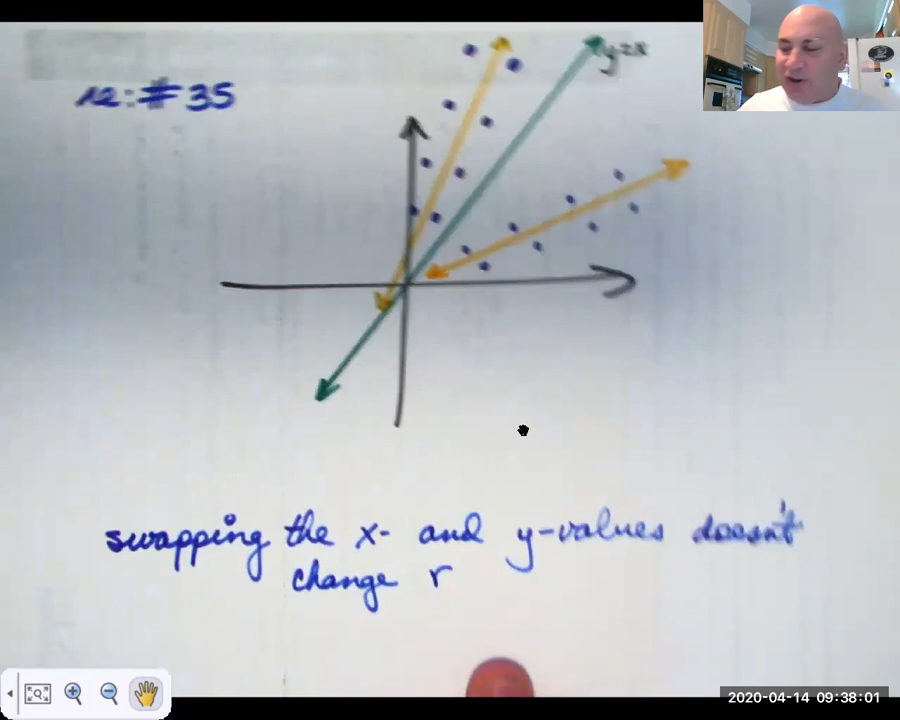 12:#35
y=x
swapping the x- and y-values doesn't
change r
2020-04-14 09:38:01